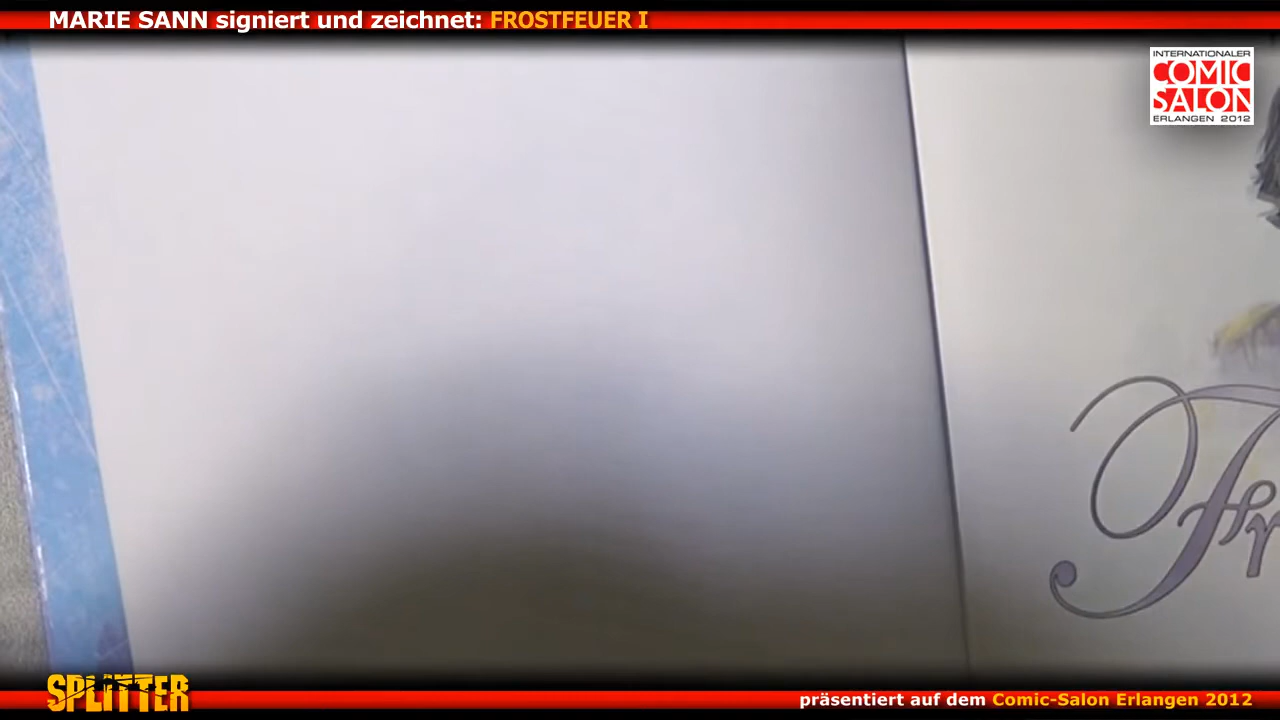 MARIE SANN signiert und zeichnet: FROSTFEUER I
INTERNATIONALER
COMIC
SALON
ERLANGEN 2012
Fr
SPLITTER
präsentiert auf dem Comic-Salon Erlangen 2012